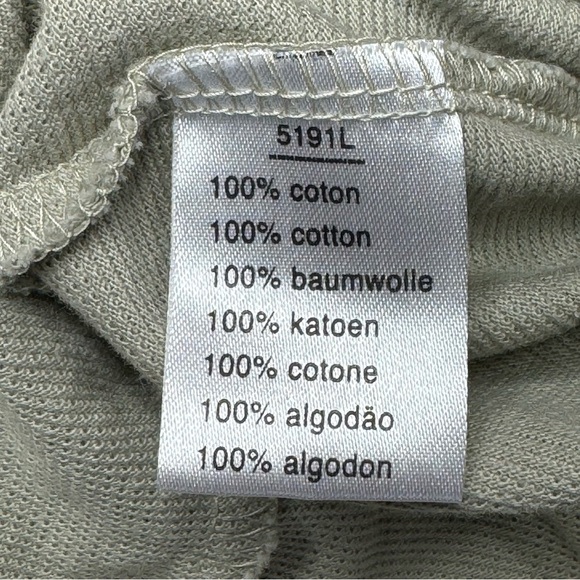 5191L
100% coton
100% cotton
100% baumwolle
100% katoen
100% cotone
100% algodão
100% algodon